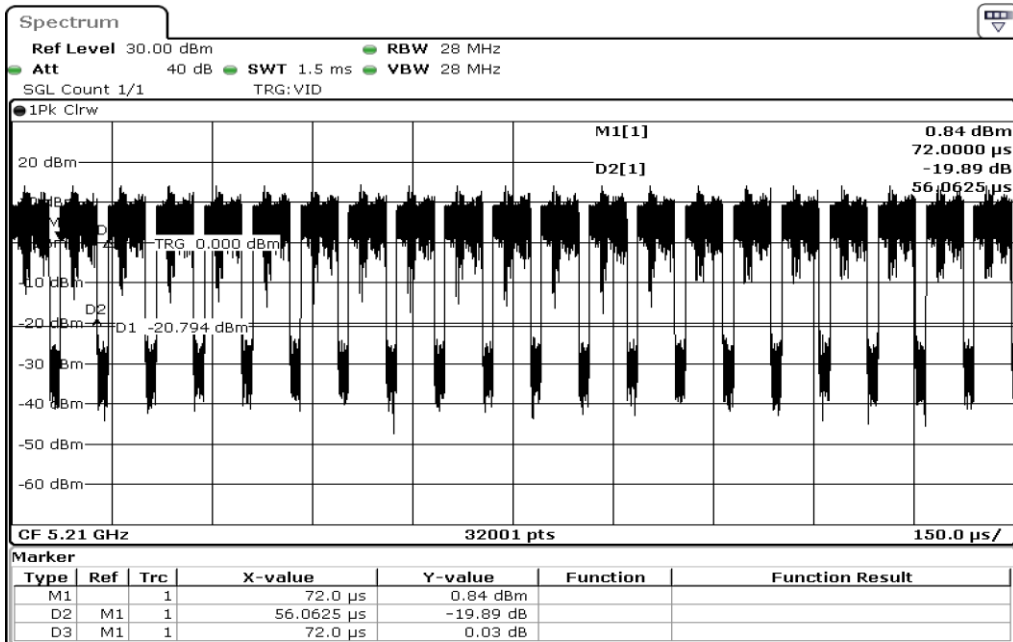 Spectrum
Ref Level 30.00 dBm RBW 28 MHz
Att 40 dB SWT 1.5 ms VBW 28 MHz
SGL Count 1/1 TRG:VID
1Pk Clrw
M1[1] 0.84 dBm
72.0000 µs
20 dBm D2[1] -19.89 dB
56.0625 µs
TRG 0.000 dBm
D2
-20 dBm D1 -20.794 dBm
-30 dBm
-40 dBm
-50 dBm
-60 dBm
CF 5.21 GHz 32001 pts 150.0 µs/
Marker
Type Ref Trc X-value Y-value Function Function Result
M1 1 72.0 µs 0.84 dBm
D2 M1 1 56.0625 µs -19.89 dB
D3 M1 1 72.0 µs 0.03 dB